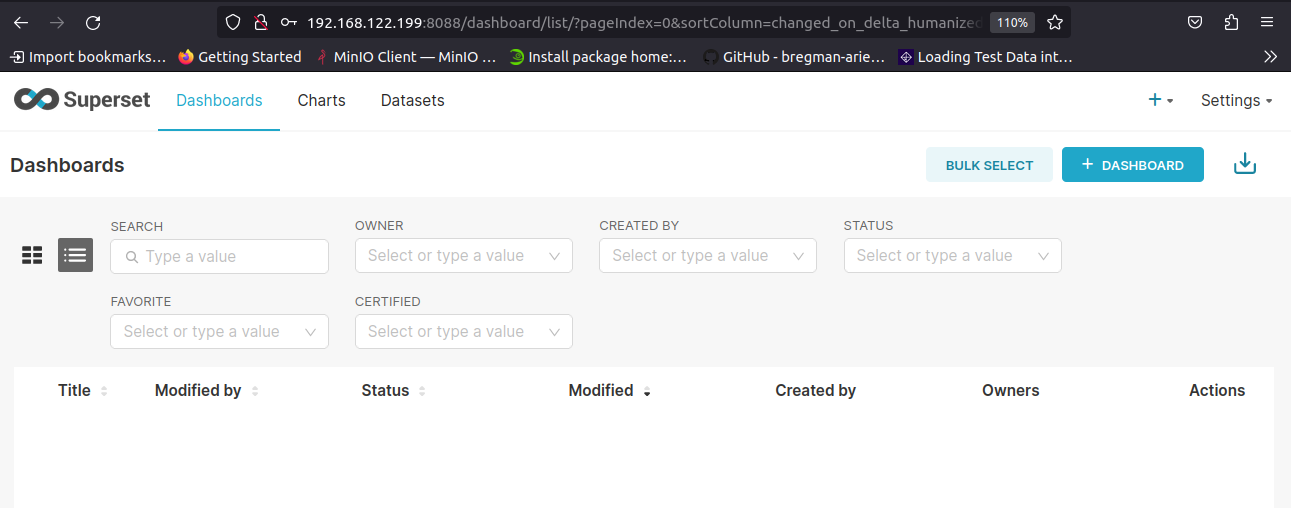 192.168.122.199:8088/dashboard/list/?pageIndex=0&sortColumn=changed_on_delta_humanized 110%
Import bookmarks... Getting Started MinIO Client — MinIO ... Install package home:... GitHub - bregman-arie... Loading Test Data int...
Superset Dashboards Charts Datasets + Settings
Dashboards BULK SELECT + DASHBOARD
SEARCH OWNER CREATED BY STATUS
Type a value Select or type a value Select or type a value Select or type a value
FAVORITE CERTIFIED
Select or type a value Select or type a value
Title Modified by Status Modified Created by Owners Actions